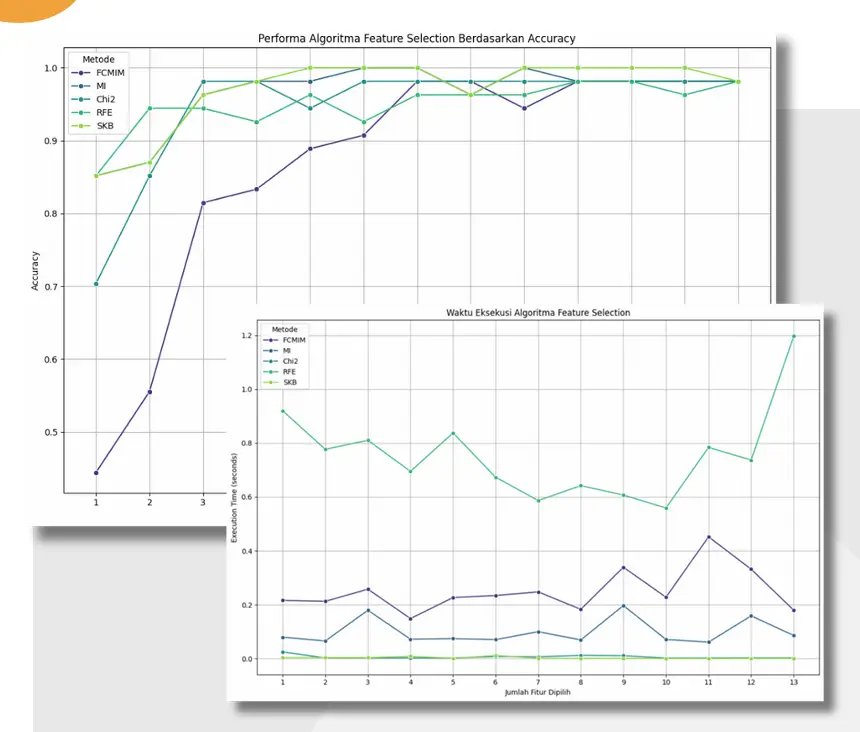 Performa Algoritma Feature Selection Berdasarkan Accuracy
Metode
FCMIM
MI
Chi2
RFE
SKB
1.0
0.9
0.8
0.7
0.6
0.5
Accuracy
1 2 3
Waktu Eksekusi Algoritma Feature Selection
Metode
FCMIM
MI
Chi2
RFE
SKB
1.2
1.0
0.8
0.6
0.4
0.2
0.0
Execution Time (seconds)
1 2 3 4 5 6 7 8 9 10 11 12 13
Jumlah Fitur Dipilih